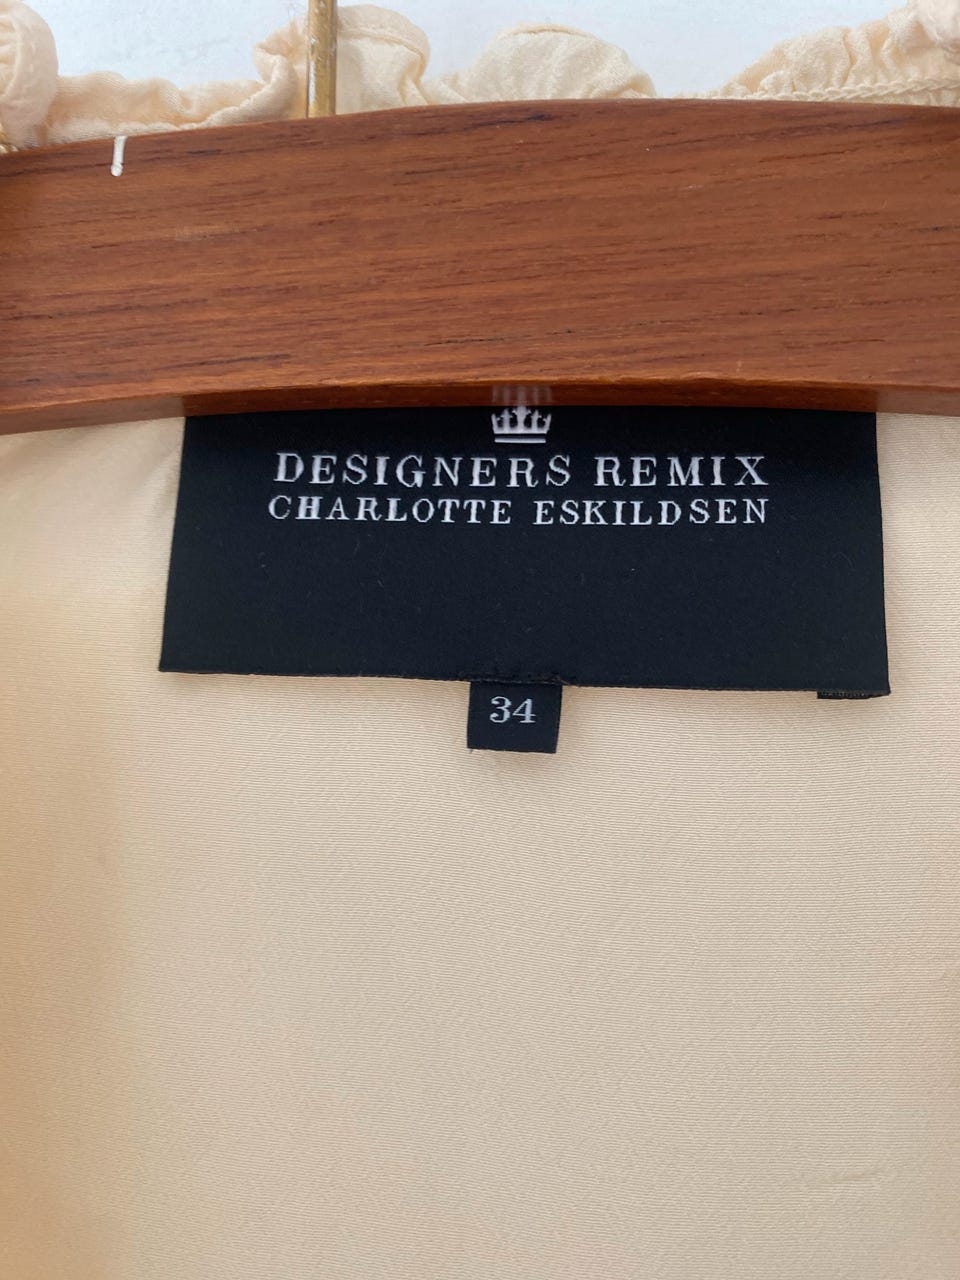 DESIGNERS REMIX
CHARLOTTE ESKILDSEN
34